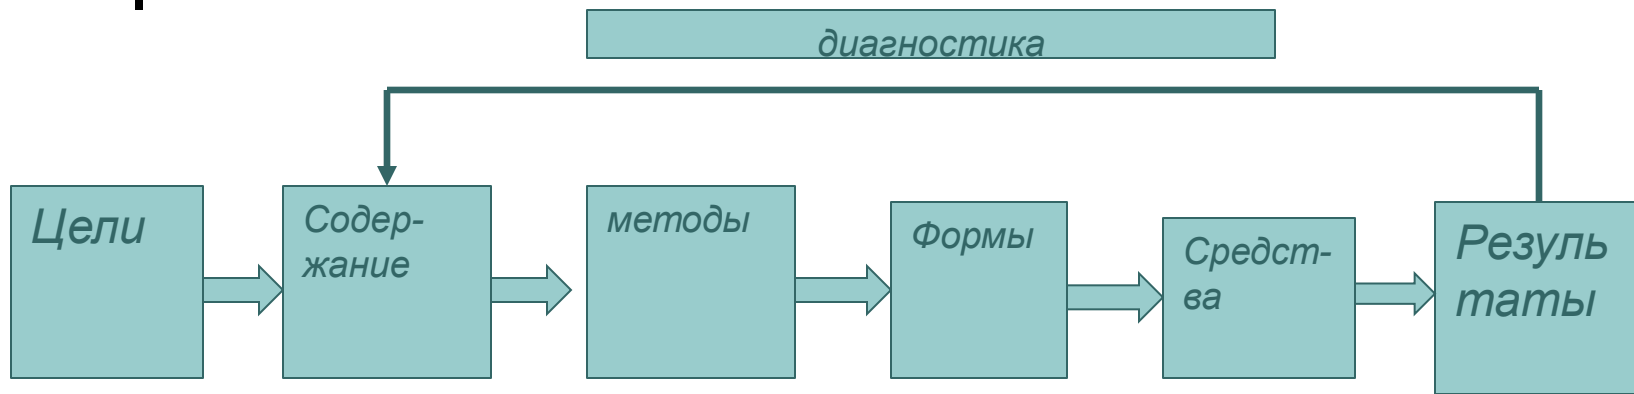 диагностика
Цели
Содер-
жание
методы
Формы
Средст-
ва
Резуль
таты